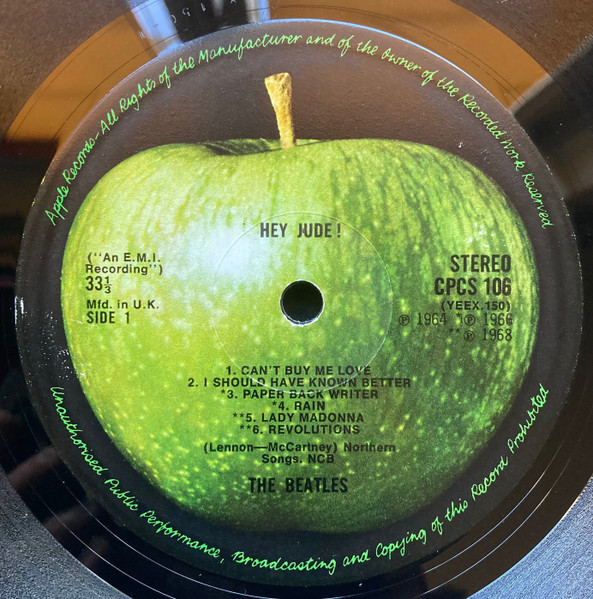 Apple Records-All Rights of the Manufacturer and of the Owner of the Recorded Work Reserved
HEY JUDE!
("An E.M.I.
Recording")
33⅓
Mfd. in U.K.
SIDE 1
STEREO
CPCS 106
(YEEX.150)
℗ 1964 *℗ 1966
**℗ 1968
1. CAN'T BUY ME LOVE
2. I SHOULD HAVE KNOWN BETTER
*3. PAPER BACK WRITER
*4. RAIN
**5. LADY MADONNA
**6. REVOLUTIONS
(Lennon—McCartney) Northern
Songs. NCB
THE BEATLES
Unauthorised Public Performance, Broadcasting and Copying of this Record Prohibited